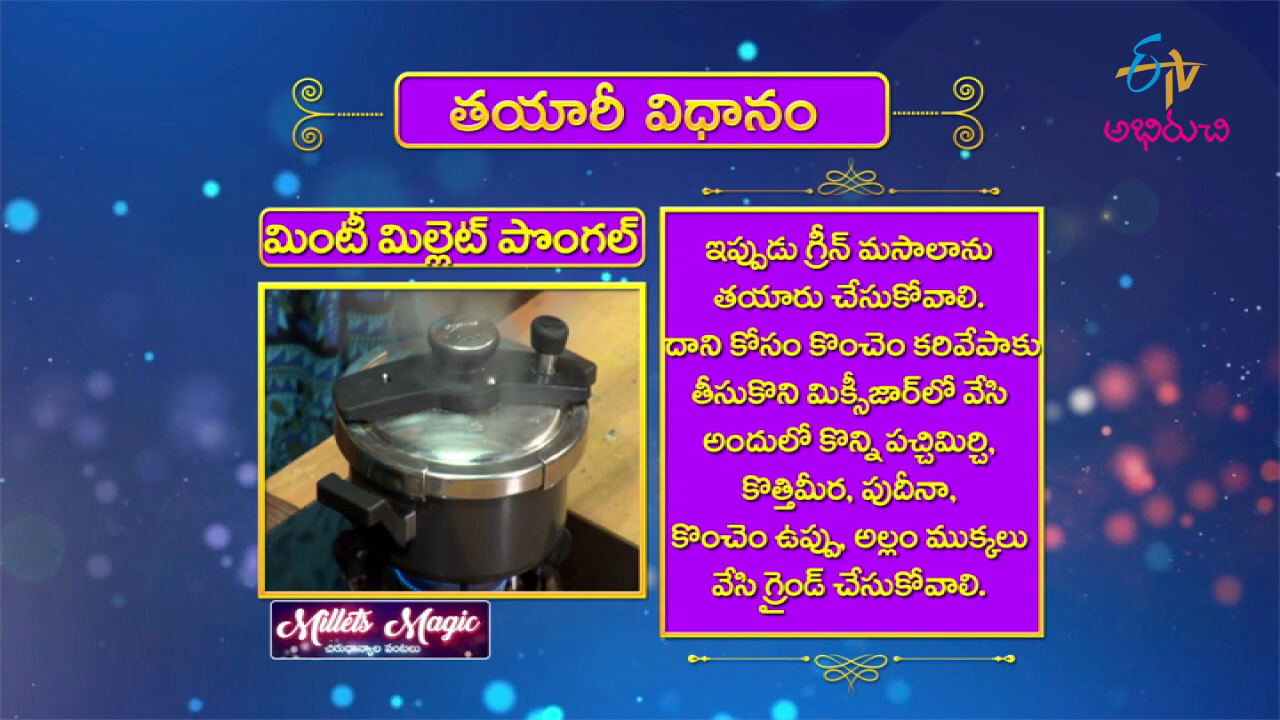 ETV
అభిరుచి
తయారీ విధానం
మింటీ మిల్లెట్ పొంగల్
ఇప్పుడు గ్రీన్ మసాలాను
తయారు చేసుకోవాలి.
దాని కోసం కొంచెం కరివేపాకు
తీసుకొని మిక్సీజార్‌లో వేసి
అందులో కొన్ని పచ్చిమిర్చి,
కొత్తిమీర, పుదీనా,
కొంచెం ఉప్పు, అల్లం ముక్కలు
వేసి గ్రైండ్ చేసుకోవాలి.
Millets Magic
చిరుధాన్యాల వంటలు